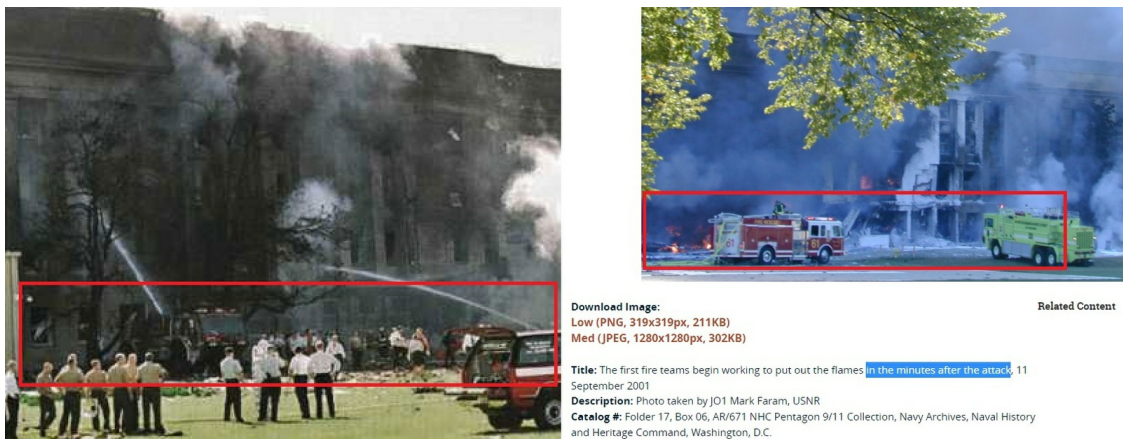 61
61
Download Image:
Related Content
Low (PNG, 319x319px, 211KB)
Med (JPEG, 1280x1280px, 302KB)
Title: The first fire teams begin working to put out the flames in the minutes after the attack, 11
September 2001
Description: Photo taken by JO1 Mark Faram, USNR
Catalog #: Folder 17, Box 06, AR/671 NHC Pentagon 9/11 Collection, Navy Archives, Naval History
and Heritage Command, Washington, D.C.